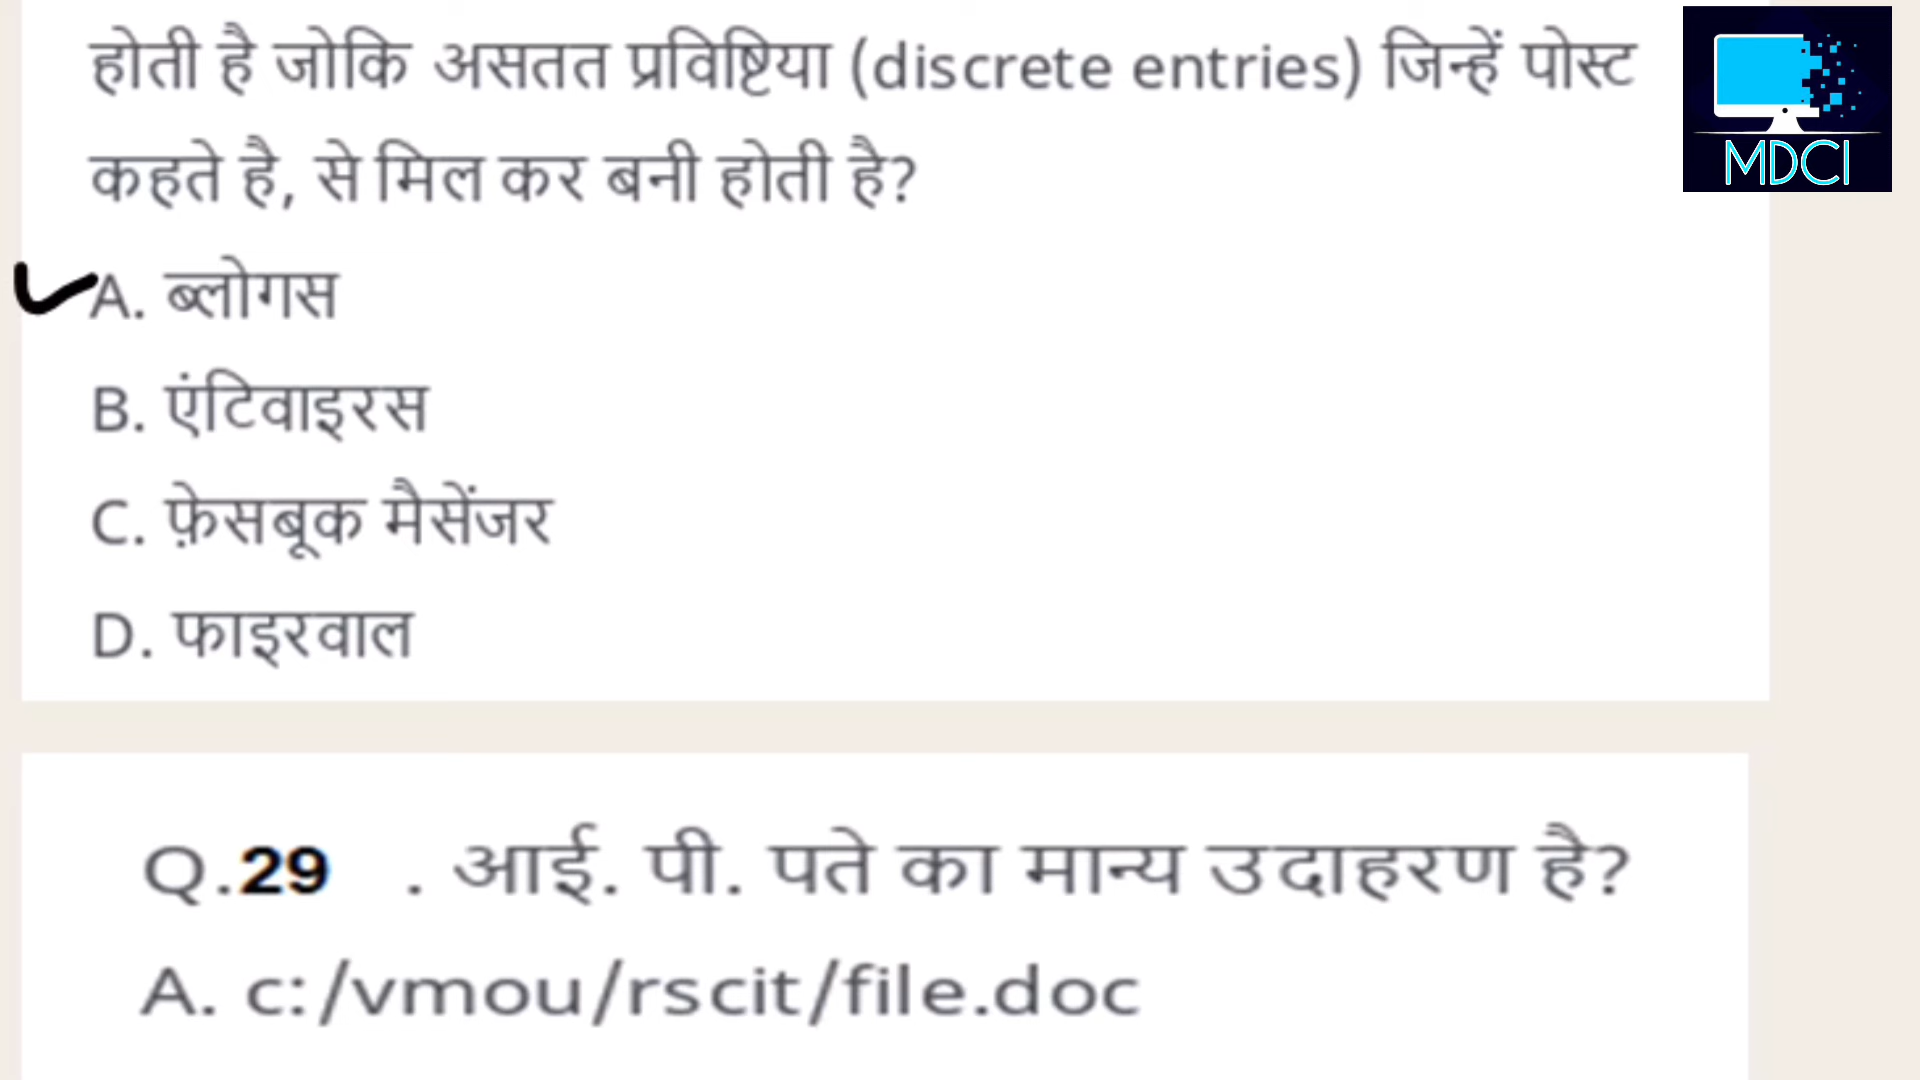 होती है जोकि असतत प्रविष्टिया (discrete entries) जिन्हें पोस्ट
कहते है, से मिल कर बनी होती है?
A. ब्लोगस
B. एंटिवाइरस
C. फ़ेसबूक मैसेंजर
D. फाइरवाल
MDCI
Q.29 . आई. पी. पते का मान्य उदाहरण है?
A. c:/vmou/rscit/file.doc